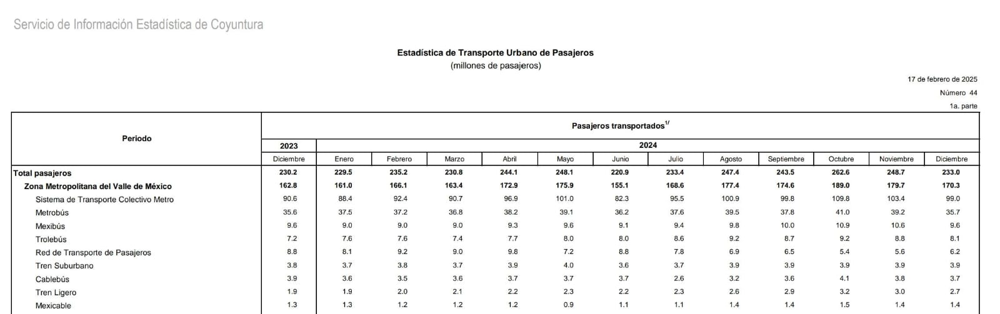 Servicio de Información Estadística de Coyuntura
Estadística de Transporte Urbano de Pasajeros
(millones de pasajeros)
17 de febrero de 2025
Número 44
1a. parte
Periodo
Pasajeros transportados1/
2023 2024
Diciembre Enero Febrero Marzo Abril Mayo Junio Julio Agosto Septiembre Octubre Noviembre Diciembre
Total pasajeros 230.2 229.5 235.2 230.8 244.1 248.1 220.9 233.4 247.4 243.5 262.6 248.7 233.0
Zona Metropolitana del Valle de México 162.8 161.0 166.1 163.4 172.9 175.9 155.1 168.6 177.4 174.6 189.0 179.7 170.3
Sistema de Transporte Colectivo Metro 90.6 88.4 92.4 90.7 96.9 101.0 82.3 95.5 100.9 99.8 109.8 103.4 99.0
Metrobús 35.6 37.5 37.2 36.8 38.2 39.1 36.2 37.6 39.5 37.8 41.0 39.2 35.7
Mexibús 9.6 9.0 9.0 9.0 9.3 9.6 9.1 9.4 9.8 10.0 10.9 10.6 9.6
Trolebús 7.2 7.6 7.6 7.4 7.7 8.0 8.0 8.6 9.2 8.7 9.2 8.8 8.1
Red de Transporte de Pasajeros 8.8 8.1 9.2 9.0 9.8 7.2 8.8 7.8 6.9 6.5 5.4 5.6 6.2
Tren Suburbano 3.8 3.7 3.8 3.7 3.9 4.0 3.6 3.7 3.9 3.9 3.9 3.9 3.9
Cablebús 3.9 3.6 3.5 3.6 3.7 3.7 3.7 2.6 3.2 3.6 4.1 3.8 3.7
Tren Ligero 1.9 1.9 2.0 2.1 2.2 2.3 2.2 2.3 2.6 2.9 3.2 3.0 2.7
Mexicable 1.3 1.3 1.2 1.2 1.2 0.9 1.1 1.1 1.4 1.4 1.5 1.4 1.4